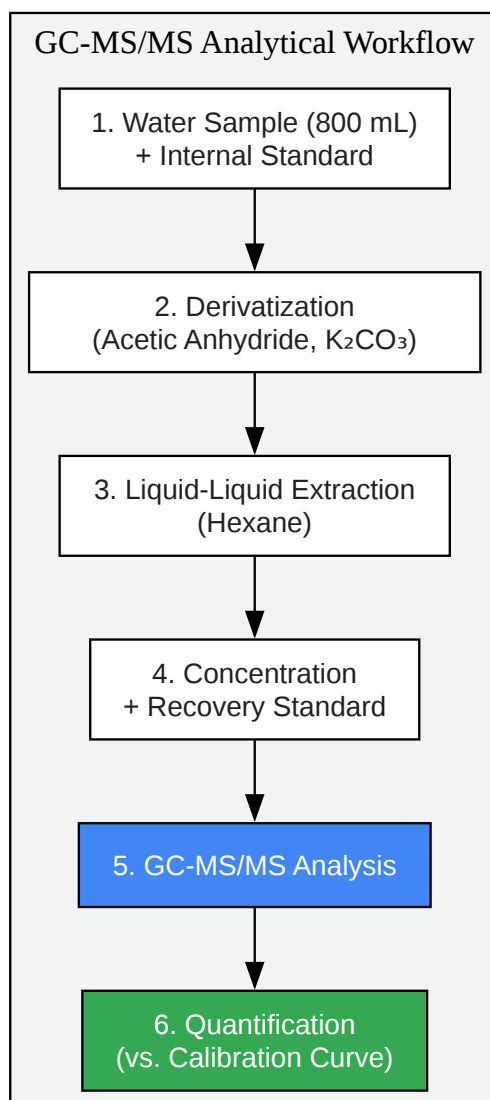 GC-MS/MS Analytical Workflow
1. Water Sample (800 mL)
+ Internal Standard
2. Derivatization
(Acetic Anhydride, K₂CO₃)
3. Liquid-Liquid Extraction
(Hexane)
4. Concentration
+ Recovery Standard
5. GC-MS/MS Analysis
6. Quantification
(vs. Calibration Curve)